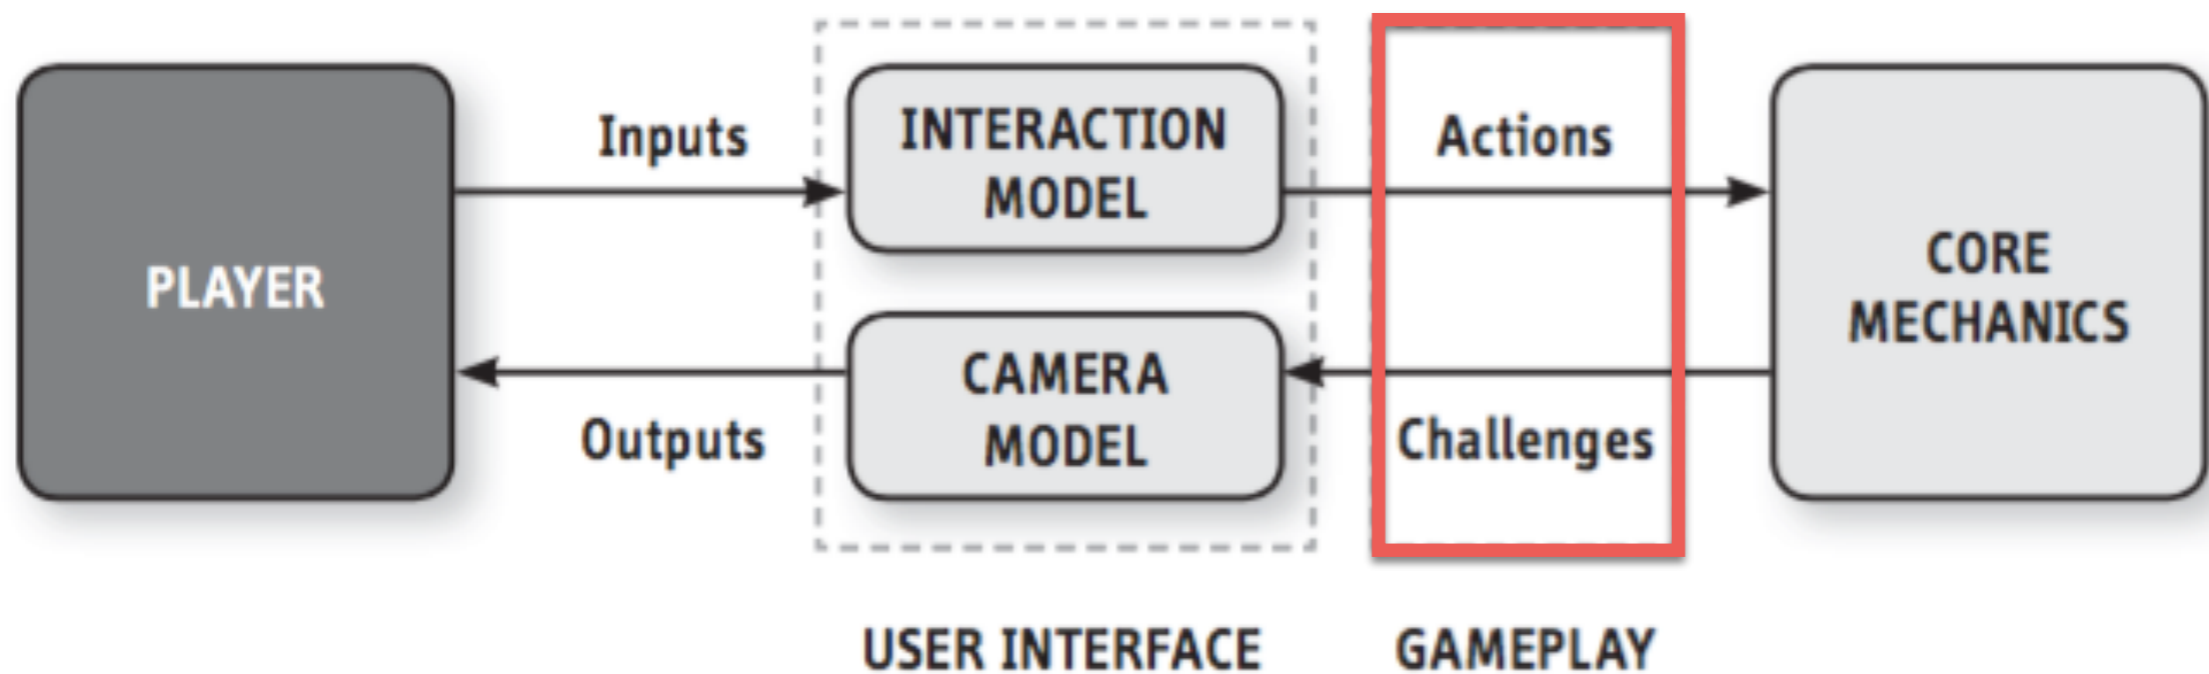 PLAYER
Inputs
Outputs
INTERACTION
MODEL
CAMERA
MODEL
Actions
Challenges
CORE
MECHANICS
USER INTERFACE
GAMEPLAY